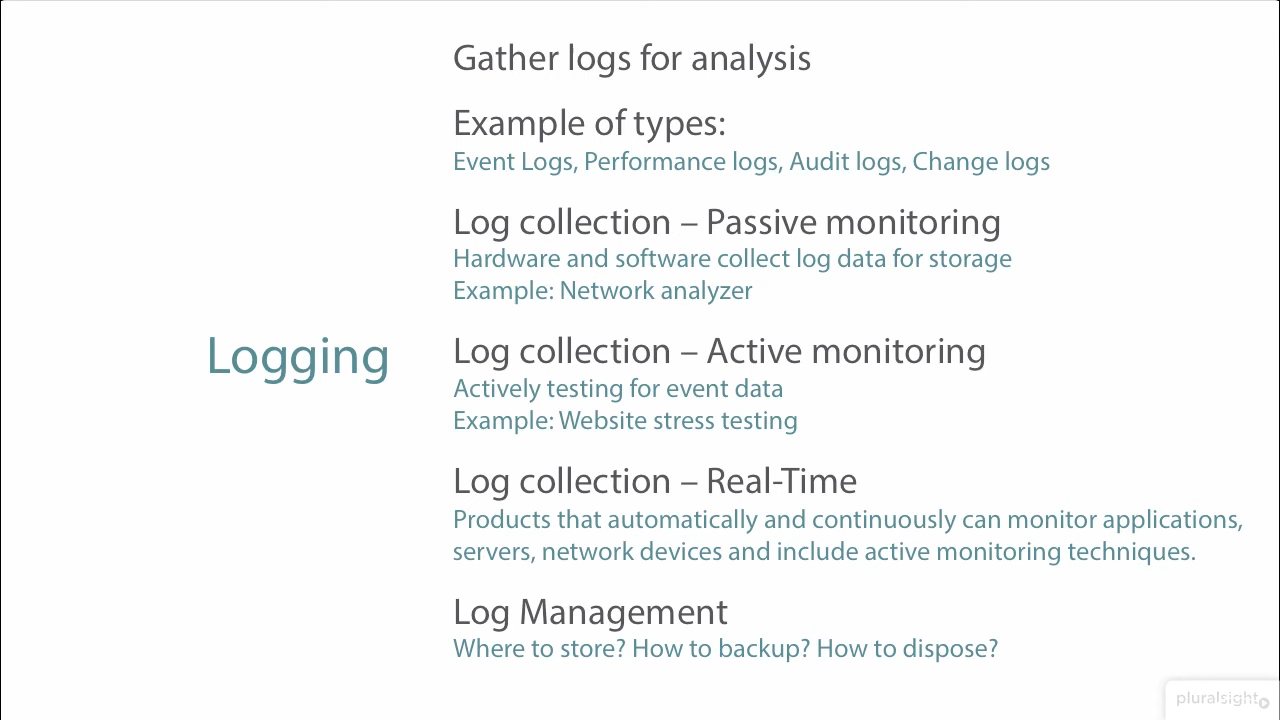 Gather logs for analysis
Example of types:
Event Logs, Performance logs, Audit logs, Change logs
Log collection – Passive monitoring
Hardware and software collect log data for storage
Example: Network analyzer
Logging
Log collection – Active monitoring
Actively testing for event data
Example: Website stress testing
Log collection – Real-Time
Products that automatically and continuously can monitor applications,
servers, network devices and include active monitoring techniques.
Log Management
Where to store? How to backup? How to dispose?
pluralsight